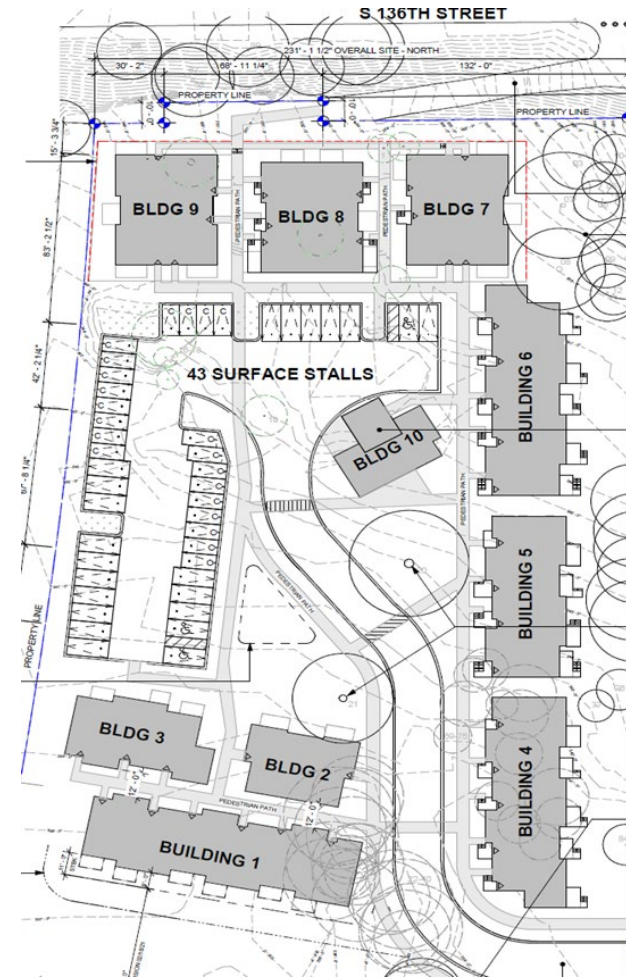 S 136TH STREET
231' - 1 1/2" OVERALL SITE - NORTH
30' - 2"
68' - 11 1/4"
132' - 0"
PROPERTY LINE
PROPERTY LINE
15' - 3 3/4"
BLDG 9
BLDG 8
BLDG 7
PEDESTRIAN PATH
PEDESTRIAN PATH
83' - 2 1/2"
C C C C
43 SURFACE STALLS
42' - 2 1/4"
BUILDING 6
BLDG 10
PEDESTRIAN PATH
BUILDING 5
PEDESTRIAN PATH
PROPERTY LINE
21
BLDG 3
BLDG 2
BUILDING 4
12' - 0"
PEDESTRIAN PATH
12' - 0"
BUILDING 1